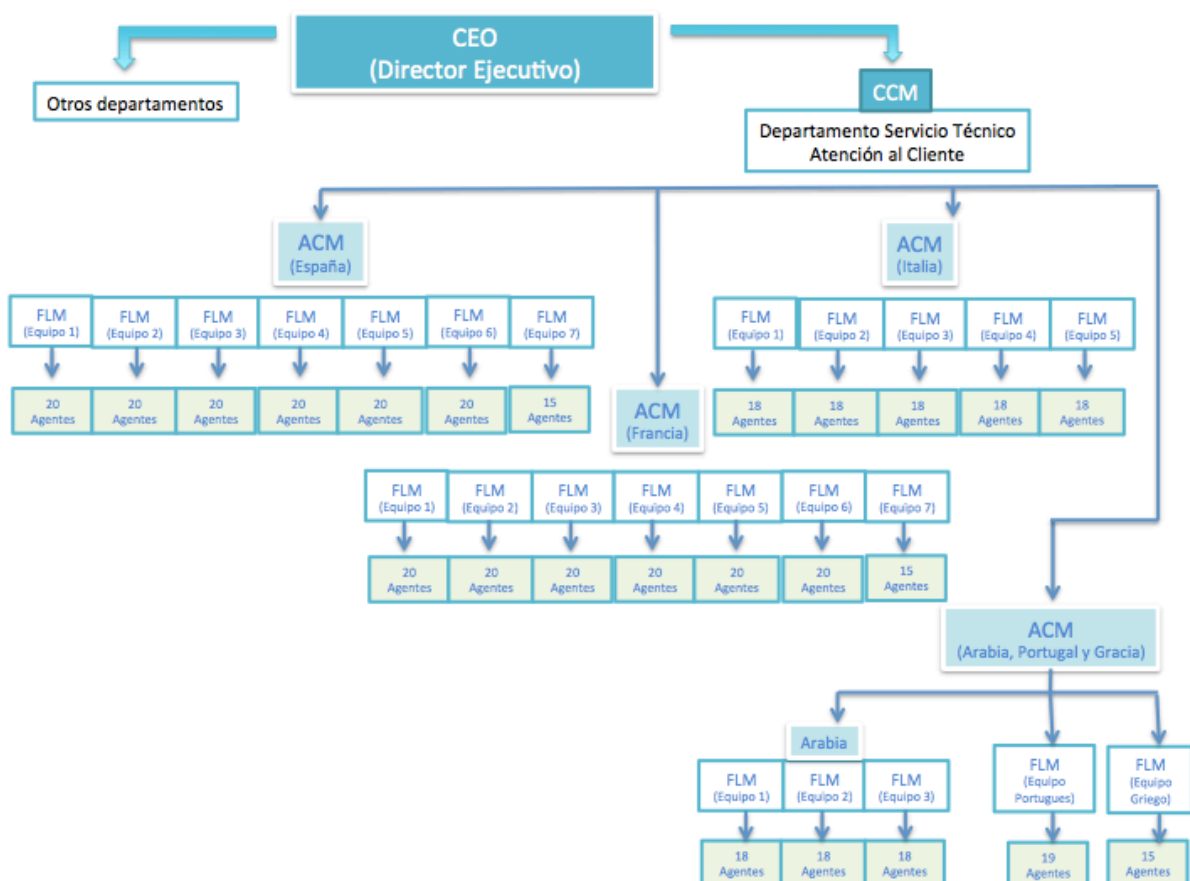 CEO
(Director Ejecutivo)
Otros departamentos
CCM
Departamento Servicio Técnico
Atención al Cliente
ACM
(España)
ACM
(Italia)
FLM
(Equipo 1)
FLM
(Equipo 2)
FLM
(Equipo 3)
FLM
(Equipo 4)
FLM
(Equipo 5)
FLM
(Equipo 6)
FLM
(Equipo 7)
20
Agentes
20
Agentes
20
Agentes
20
Agentes
20
Agentes
20
Agentes
15
Agentes
FLM
(Equipo 1)
FLM
(Equipo 2)
FLM
(Equipo 3)
FLM
(Equipo 4)
FLM
(Equipo 5)
18
Agentes
18
Agentes
18
Agentes
18
Agentes
18
Agentes
ACM
(Francia)
FLM
(Equipo 1)
FLM
(Equipo 2)
FLM
(Equipo 3)
FLM
(Equipo 4)
FLM
(Equipo 5)
FLM
(Equipo 6)
FLM
(Equipo 7)
20
Agentes
20
Agentes
20
Agentes
20
Agentes
20
Agentes
20
Agentes
15
Agentes
ACM
(Arabia, Portugal y Gracia)
Arabia
FLM
(Equipo 1)
FLM
(Equipo 2)
FLM
(Equipo 3)
FLM
(Equipo
Portugues)
FLM
(Equipo
Griego)
18
Agentes
18
Agentes
18
Agentes
19
Agentes
15
Agentes